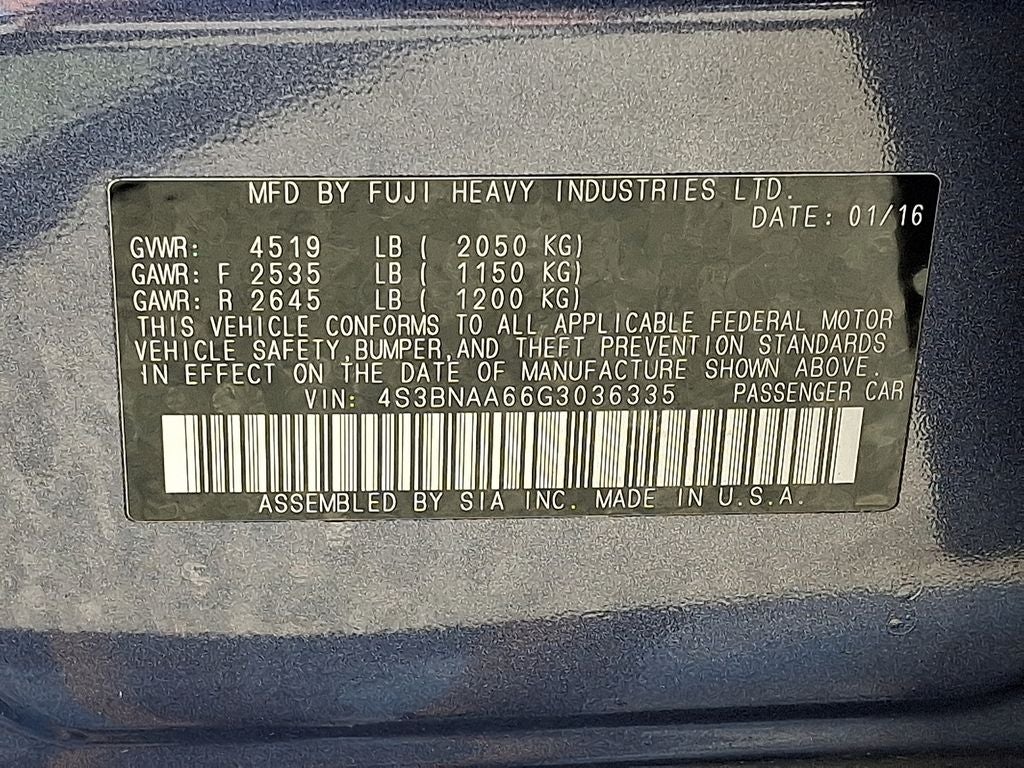 MFD BY FUJI HEAVY INDUSTRIES LTD.
DATE: 01/16
GVWR: 4519 LB ( 2050 KG)
GAWR: F 2535 LB ( 1150 KG)
GAWR: R 2645 LB ( 1200 KG)
THIS VEHICLE CONFORMS TO ALL APPLICABLE FEDERAL MOTOR
VEHICLE SAFETY,BUMPER,AND THEFT PREVENTION STANDARDS
IN EFFECT ON THE DATE OF MANUFACTURE SHOWN ABOVE.
VIN: 4S3BNAA66G3036335 PASSENGER CAR
ASSEMBLED BY SIA INC. MADE IN U.S.A.